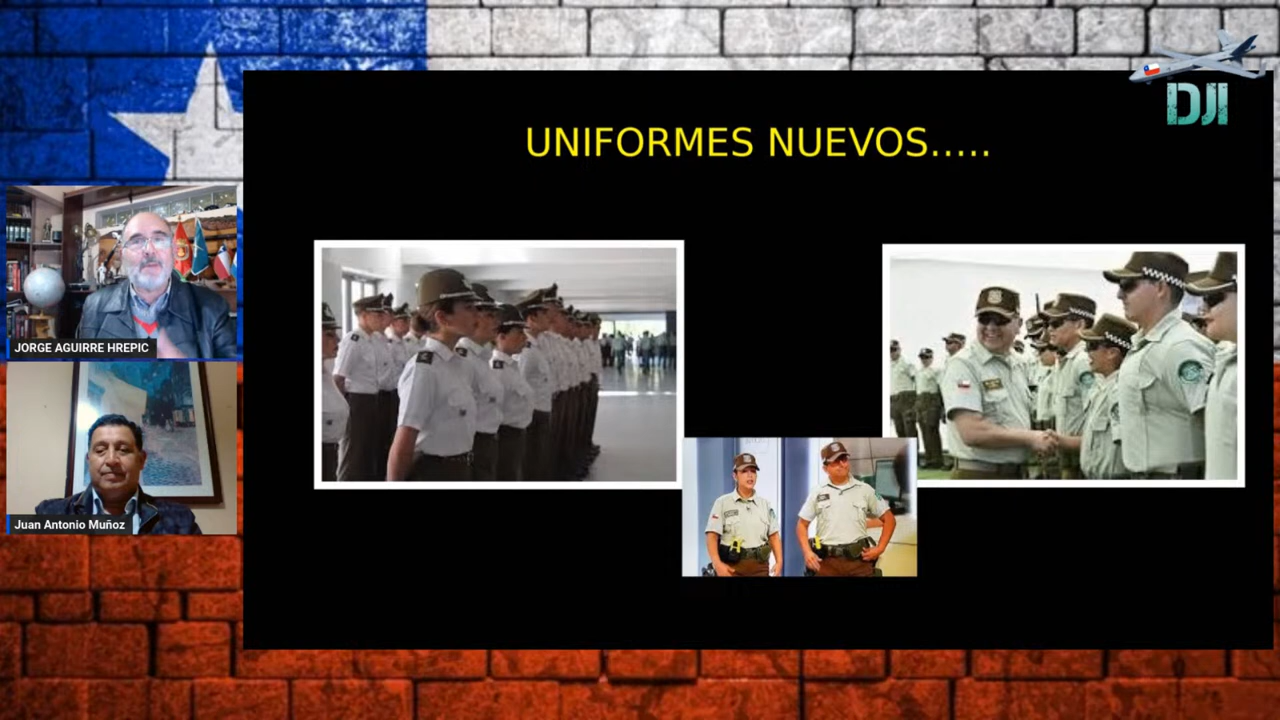 DJI
UNIFORMES NUEVOS.....
JORGE AGUIRRE HREPIC
Juan Antonio Muñoz